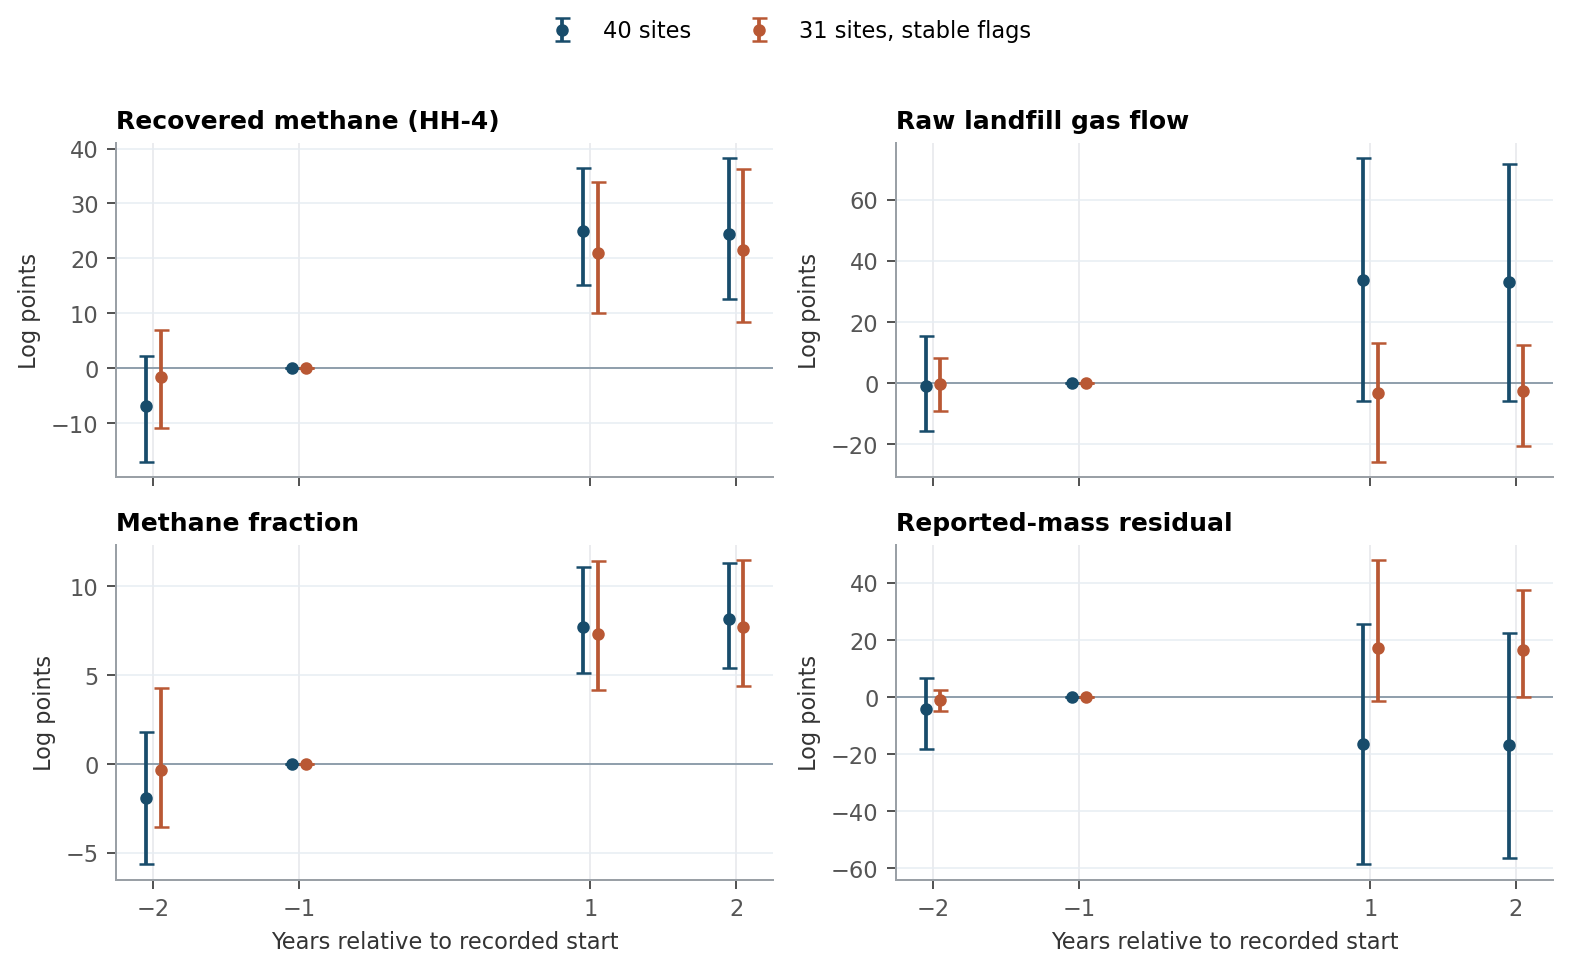 40 sites
31 sites, stable flags
Recovered methane (HH-4)
Log points
40
30
20
10
0
−10
Raw landfill gas flow
Log points
60
40
20
0
−20
Methane fraction
Log points
10
5
0
−5
−2
−1
1
2
Years relative to recorded start
Reported-mass residual
Log points
40
20
0
−20
−40
−60
−2
−1
1
2
Years relative to recorded start